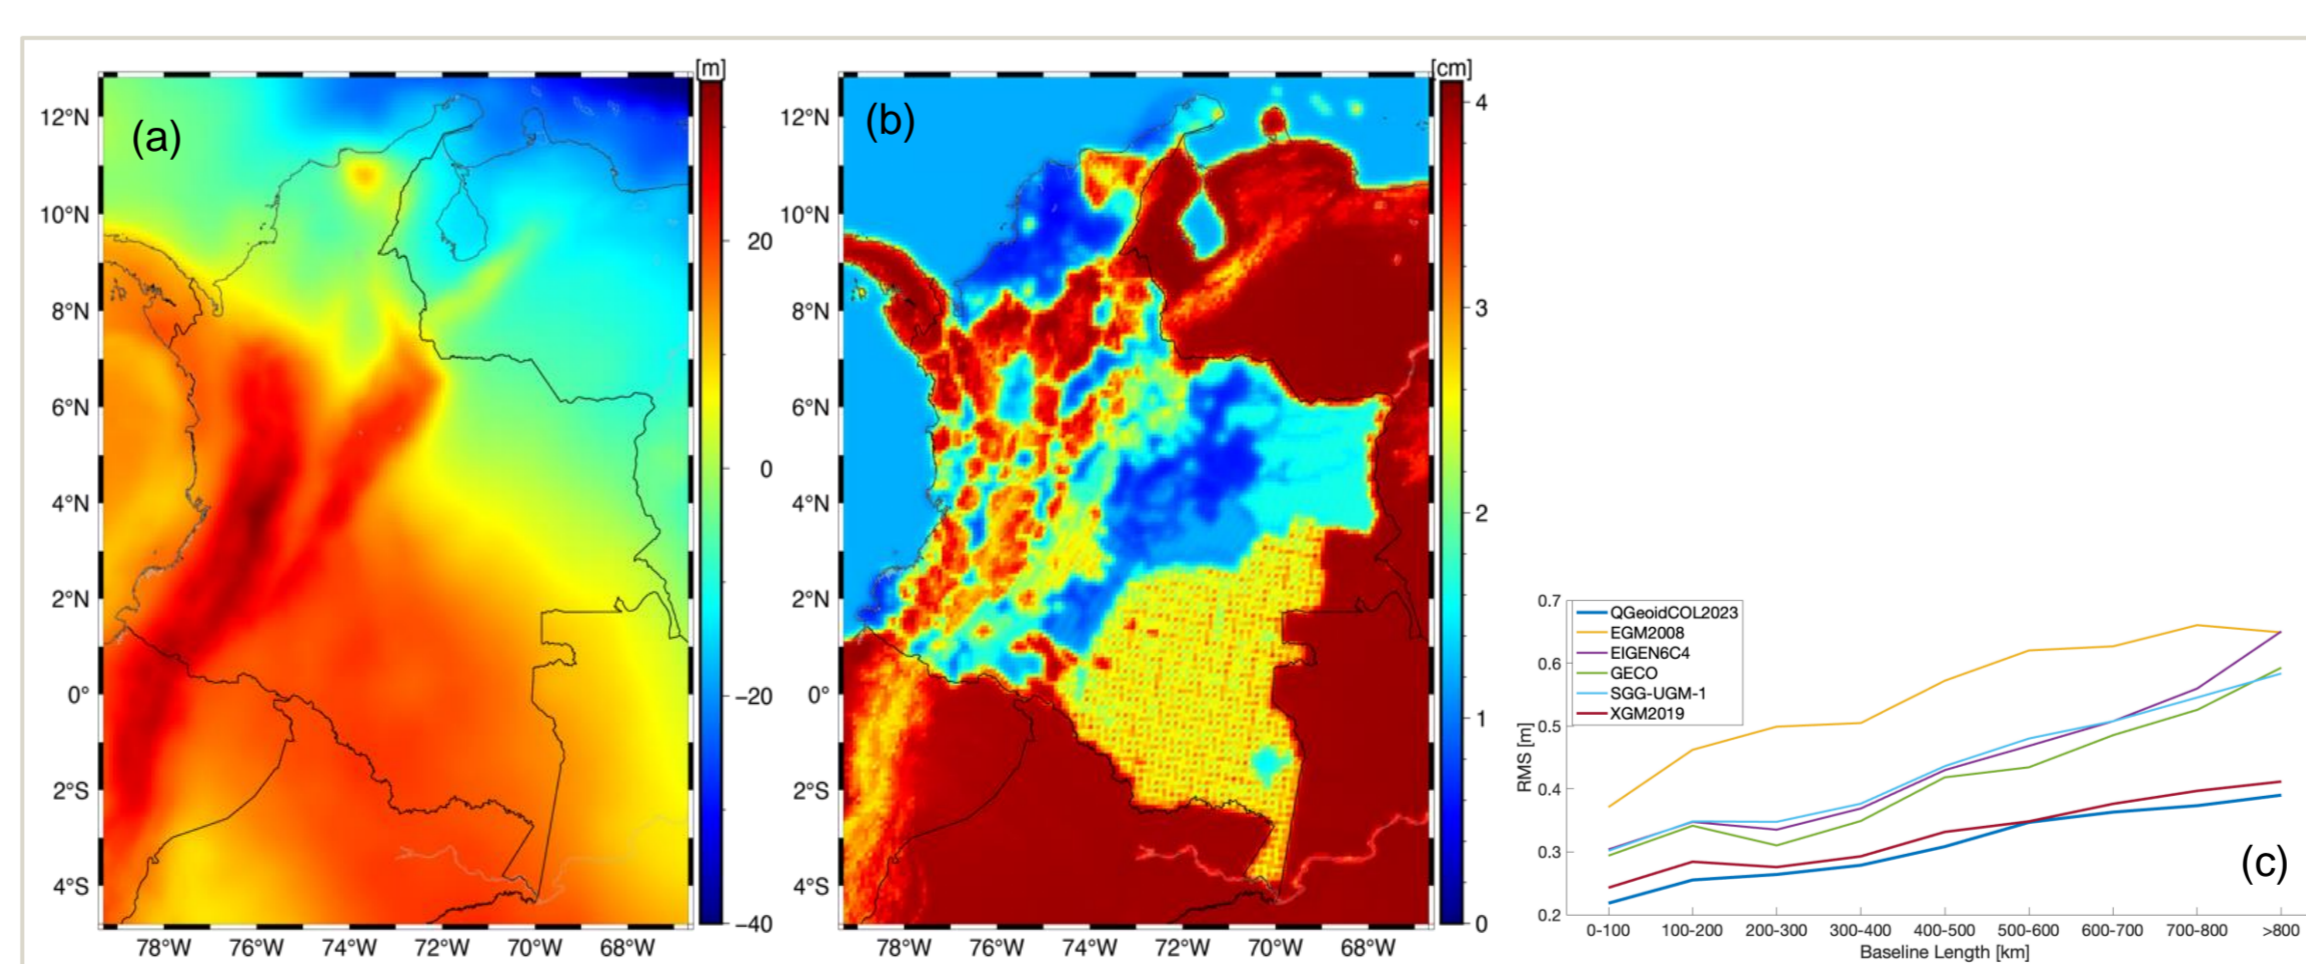 [m]
(a)
12°N
10°N
8°N
6°N
4°N
2°N
0°
2°S
4°S
78°W 76°W 74°W 72°W 70°W 68°W
20
0
−20
−40
[cm]
(b)
12°N
10°N
8°N
6°N
4°N
2°N
0°
2°S
4°S
78°W 76°W 74°W 72°W 70°W 68°W
4
3
2
1
0
QGeoidCOL2023
EGM2008
EIGEN6C4
GECO
SGG-UGM-1
XGM2019
RMS [m]
0.7
0.6
0.5
0.4
0.3
0.2
(c)
0-100 100-200 200-300 300-400 400-500 500-600 600-700 700-800 >800
Baseline Length [km]